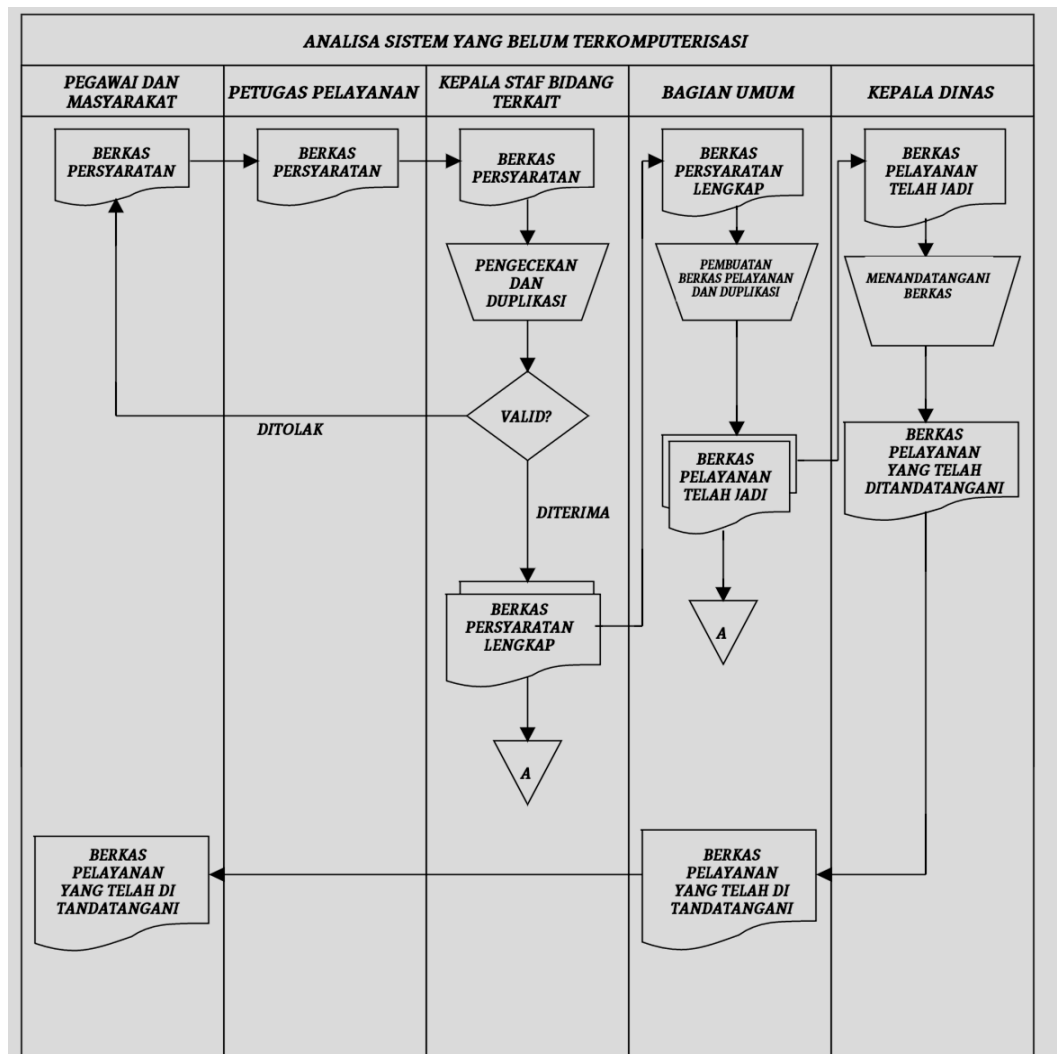 ANALISA SISTEM YANG BELUM TERKOMPUTERISASI
PEGAWAI DAN
MASYARAKAT
PETUGAS PELAYANAN
KEPALA STAF BIDANG
TERKAIT
BAGIAN UMUM
KEPALA DINAS
BERKAS
PERSYARATAN
BERKAS
PERSYARATAN
BERKAS
PERSYARATAN
BERKAS
PERSYARATAN
LENGKAP
BERKAS
PELAYANAN
TELAH JADI
PENGECEKAN
DAN
DUPLIKASI
PEMBUATAN
BERKAS PELAYANAN
DAN DUPLIKASI
MENANDATANGANI
BERKAS
VALID?
DITOLAK
DITERIMA
BERKAS
PELAYANAN
TELAH JADI
BERKAS
PELAYANAN
YANG TELAH
DITANDATANGANI
BERKAS
PERSYARATAN
LENGKAP
A
A
BERKAS
PELAYANAN
YANG TELAH DI
TANDATANGANI
BERKAS
PELAYANAN
YANG TELAH DI
TANDATANGANI